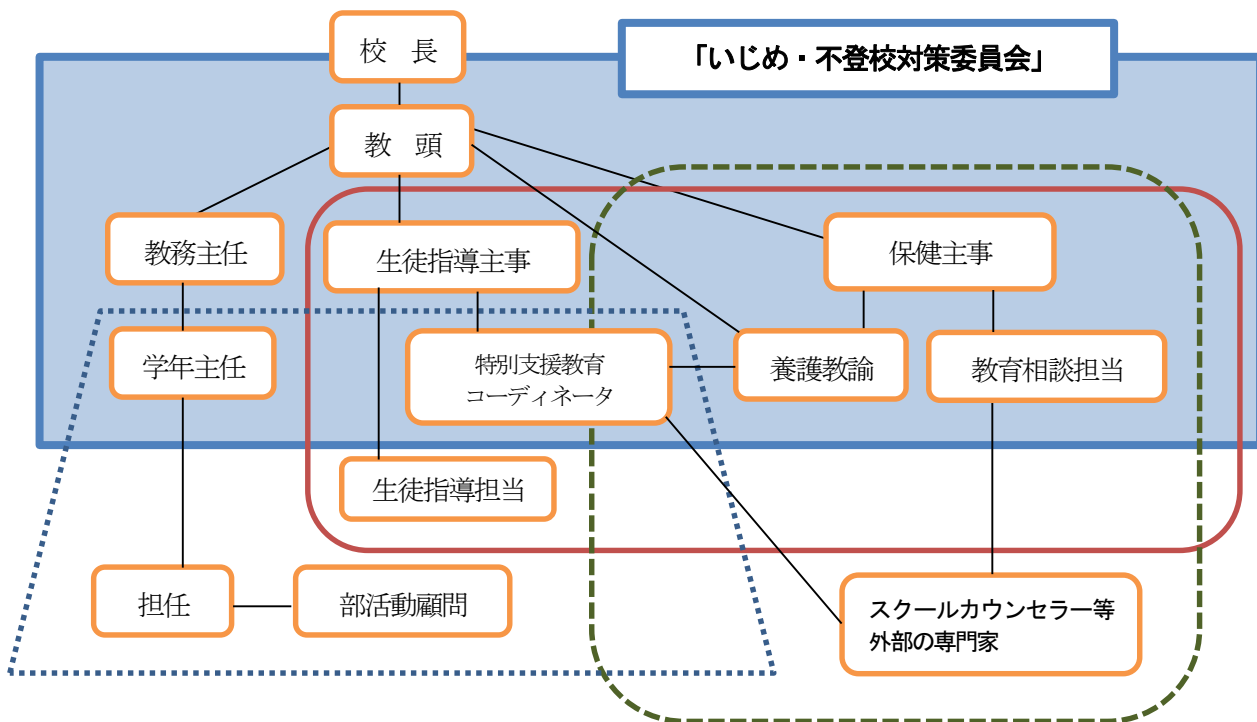 校　長
「いじめ・不登校対策委員会」
教　頭
教務主任
生徒指導主事
保健主事
学年主任
特別支援教育
コーディネータ
養護教諭
教育相談担当
生徒指導担当
担任
部活動顧問
スクールカウンセラー等
外部の専門家